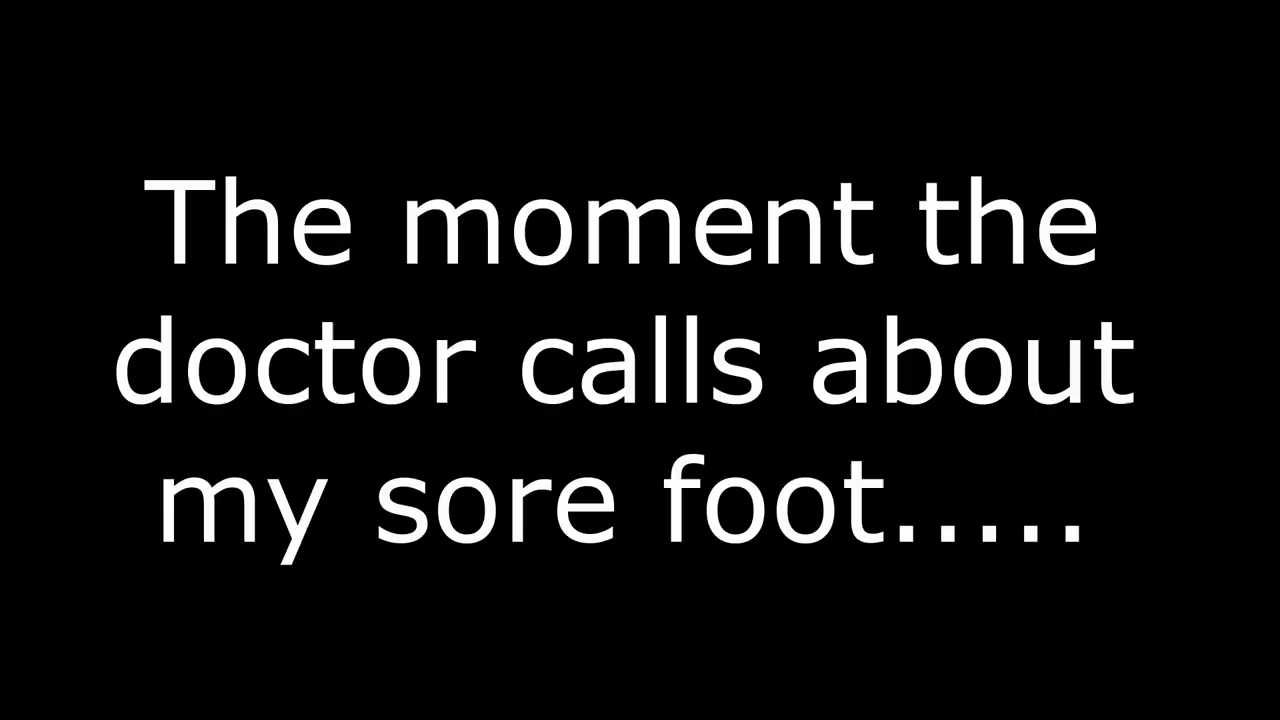 The moment the
doctor calls about
my sore foot.....